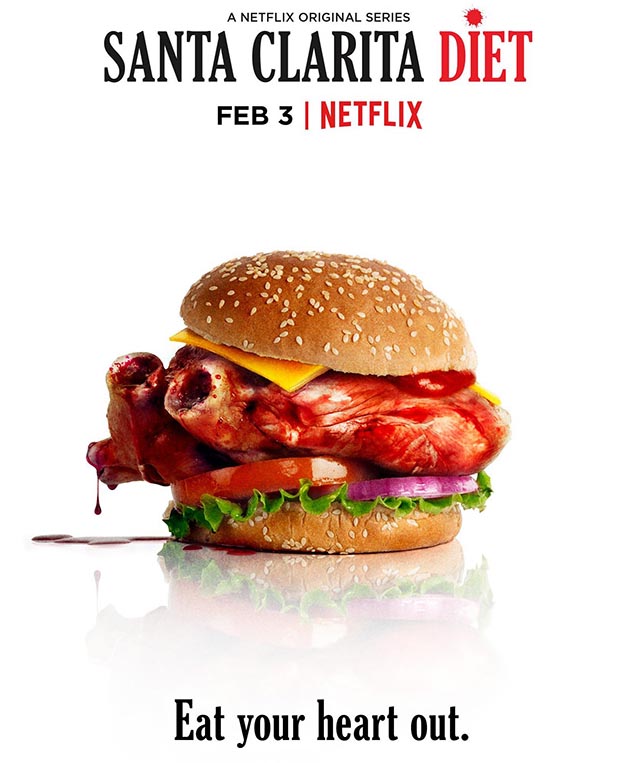 A NETFLIX ORIGINAL SERIES
SANTA CLARITA DIET
FEB 3 | NETFLIX
Eat your heart out.